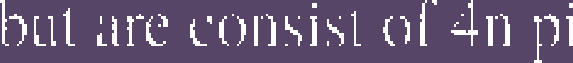 but are consist of 4n pi